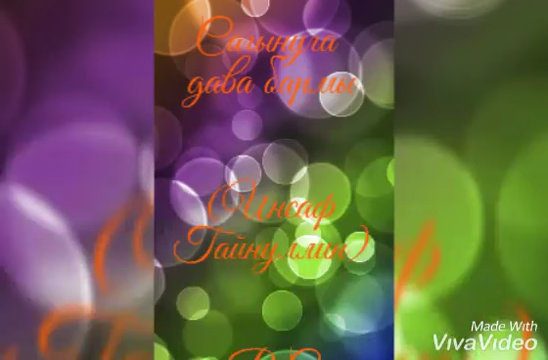 Сагынуга
дава бармы
(Инсаф
Гайнуллин)
Made With
VivaVideo